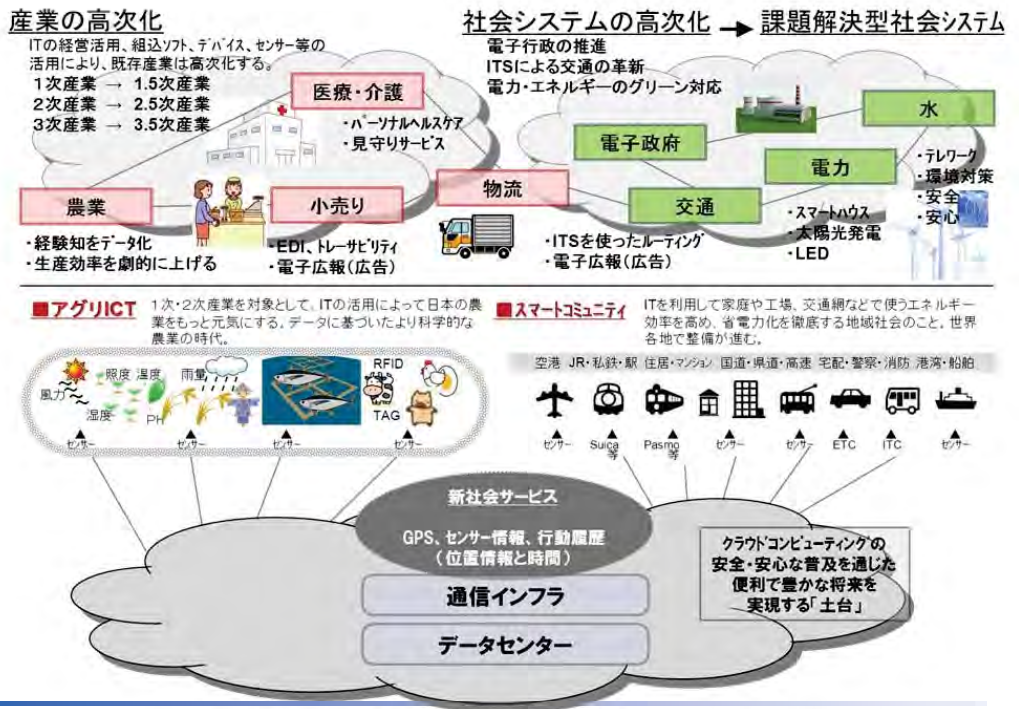 産業の高次化
ITの経営活用、組込ソフト、デバイス、センサー等の
活用により、既存産業は高次化する。
1次産業 → 1.5次産業
2次産業 → 2.5次産業
3次産業 → 3.5次産業
医療・介護
・パーソナルヘルスケア
・見守りサービス
農業
・経験知をデータ化
・生産効率を劇的に上げる
小売り
・EDI、トレーサビリティ
・電子広報(広告)
物流
社会システムの高次化 → 課題解決型社会システム
電子行政の推進
ITSによる交通の革新
電力・エネルギーのグリーン対応
電子政府
水
電力
交通
・テレワーク
・環境対策
・安全
・安心
・スマートハウス
・太陽光発電
・LED
・ITSを使ったルーティング
・電子広報(広告)
■アグリICT
1次・2次産業を対象として、ITの活用によって日本の農
業をもっと元気にする。データに基づいたより科学的な
農業の時代。
風力
照度
温度
湿度
PH
雨量
RFID
TAG
センサー
センサー
センサー
センサー
■スマートコミュニティ
ITを利用して家庭や工場、交通網などで使うエネルギー
効率を高め、省電力化を徹底する地域社会のこと。世界
各地で整備が進む。
空港 JR・私鉄・駅 住居・マンション 国道・県道・高速 宅配・警察・消防 港湾・船舶
センサー
Suica
等
Pasmo
等
センサー
センサー
ETC
ITC
センサー
新社会サービス
GPS、センサー情報、行動履歴
(位置情報と時間)
通信インフラ
データセンター
クラウドコンピューティングの
安全・安心な普及を通じた
便利で豊かな将来を
実現する「土台」